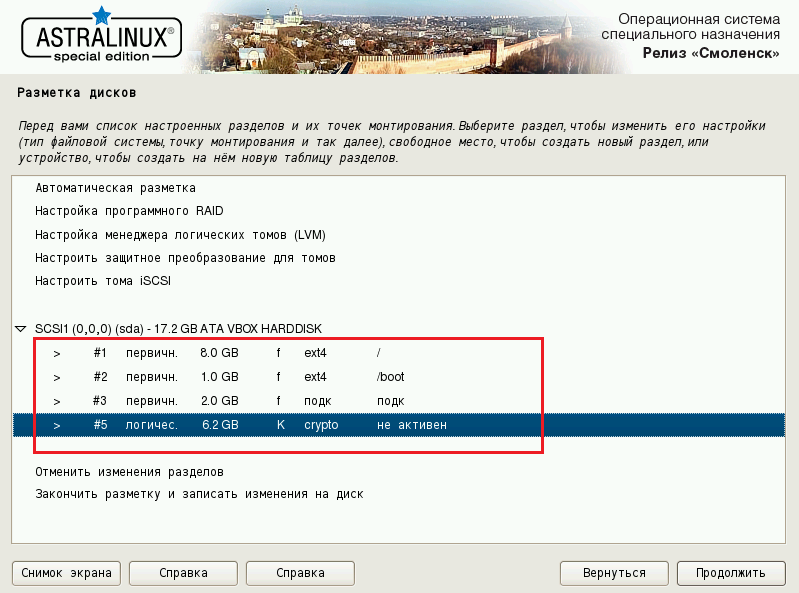 ASTRALINUX®
special edition
Операционная система
специального назначения
Релиз «Смоленск»
Разметка дисков
Перед вами список настроенных разделов и их точек монтирования. Выберите раздел, чтобы изменить его настройки
(тип файловой системы, точку монтирования и так далее), свободное место, чтобы создать новый раздел, или
устройство, чтобы создать на нём новую таблицу разделов.
Автоматическая разметка
Настройка программного RAID
Настройка менеджера логических томов (LVM)
Настроить защитное преобразование для томов
Настроить тома iSCSI
SCSI1 (0,0,0) (sda) - 17.2 GB ATA VBOX HARDDISK
> #1 первичн. 8.0 GB f ext4 /
> #2 первичн. 1.0 GB f ext4 /boot
> #3 первичн. 2.0 GB f подк подк
> #5 логичес. 6.2 GB K crypto не активен
Отменить изменения разделов
Закончить разметку и записать изменения на диск
Снимок экрана Справка Справка Вернуться Продолжить